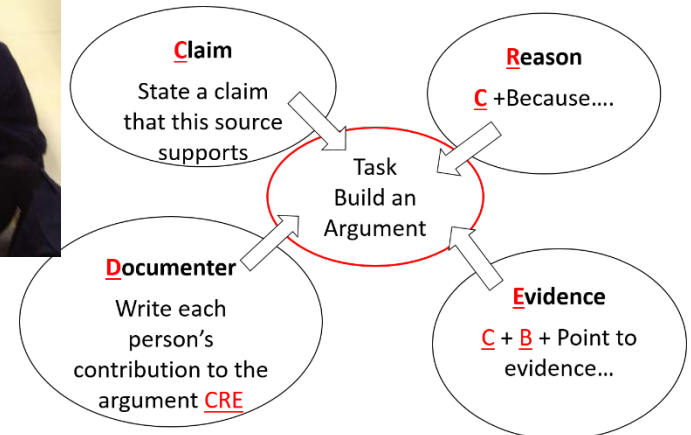 Claim
State a claim
that this source
supports
Reason
C +Because….
Task
Build an
Argument
Documenter
Write each
person’s
contribution to the
argument CRE
Evidence
C + B + Point to
evidence…